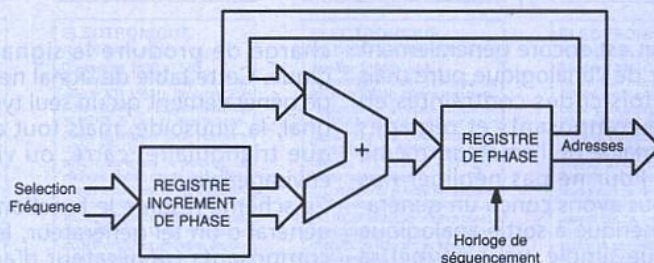 Selection
Fréquence
REGISTRE
INCREMENT
DE PHASE
+
REGISTRE
DE PHASE
Adresses
Horloge de
séquencement